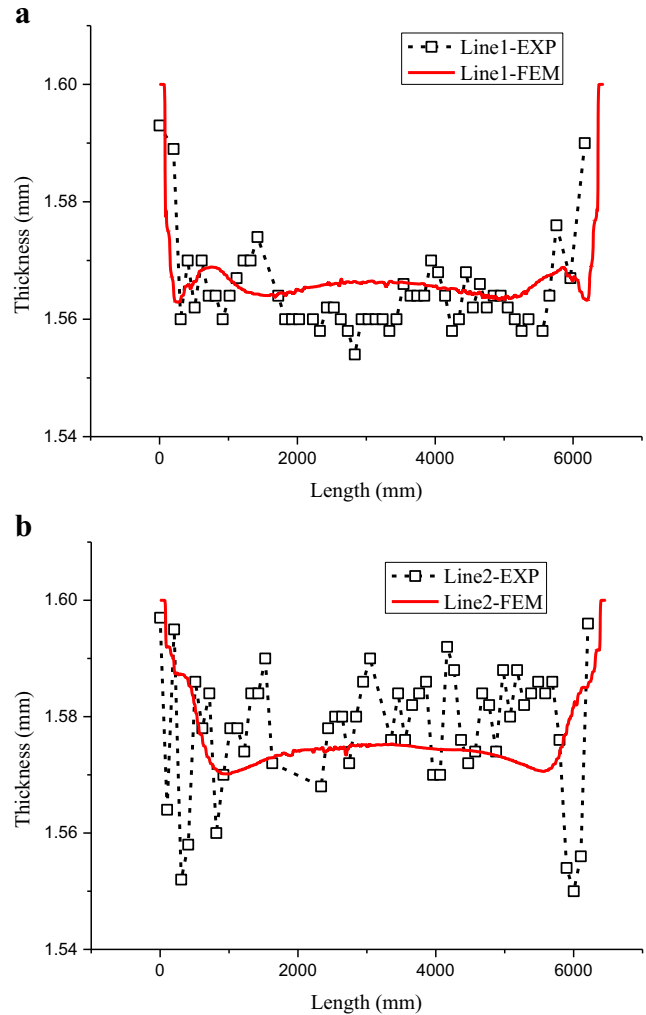 a
Line1-EXP
Line1-FEM
1.60
1.58
1.56
1.54
Thickness (mm)
0 2000 4000 6000
Length (mm)
b
Line2-EXP
Line2-FEM
1.60
1.58
1.56
1.54
Thickness (mm)
0 2000 4000 6000
Length (mm)